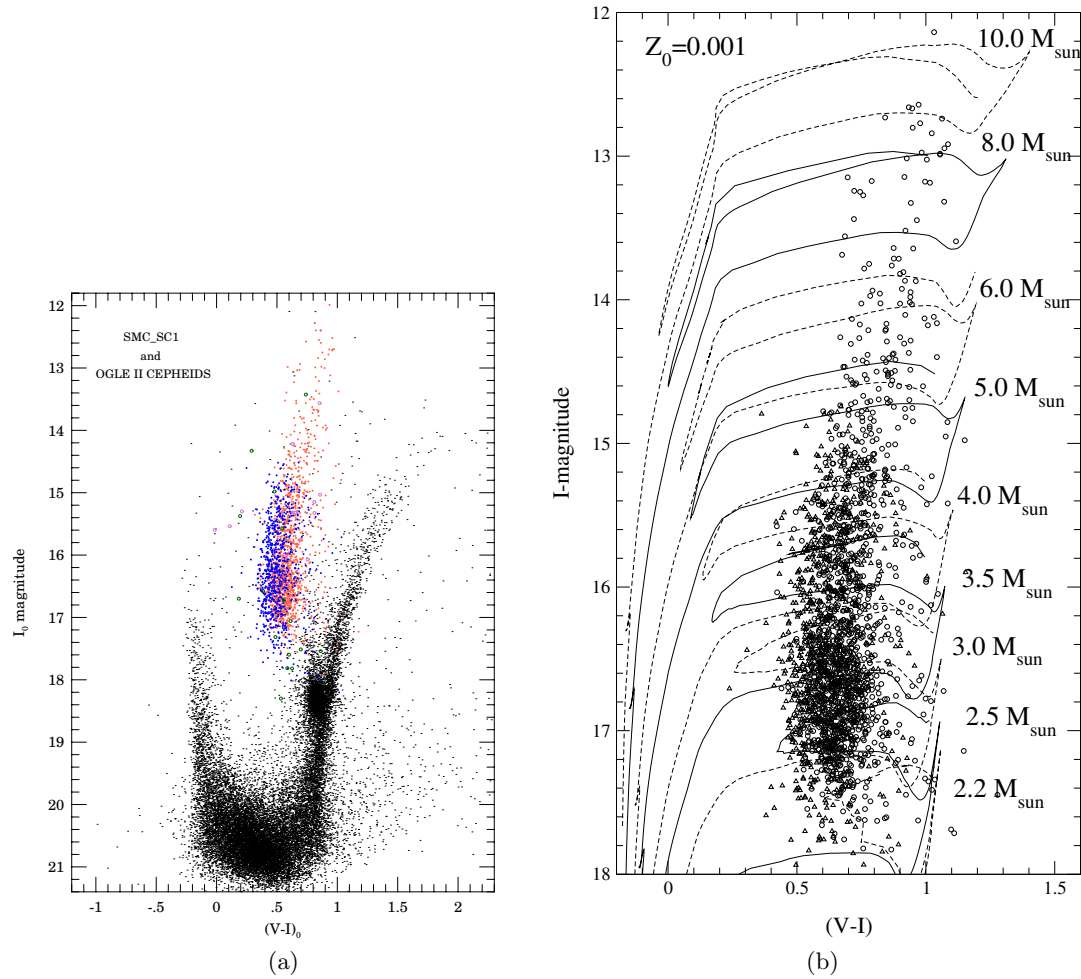 SMC_SC1
and
OGLE II CEPHEIDS
I₀ magnitude
12
13
14
15
16
17
18
19
20
21
-1
-.5
0
.5
1
1.5
2
(V-I)₀
(a)
Z₀=0.001
I-magnitude
12
13
14
15
16
17
18
10.0 Mₛᵤₙ
8.0 Mₛᵤₙ
6.0 Mₛᵤₙ
5.0 Mₛᵤₙ
4.0 Mₛᵤₙ
3.5 Mₛᵤₙ
3.0 Mₛᵤₙ
2.5 Mₛᵤₙ
2.2 Mₛᵤₙ
0
0.5
1
1.5
(V-I)
(b)